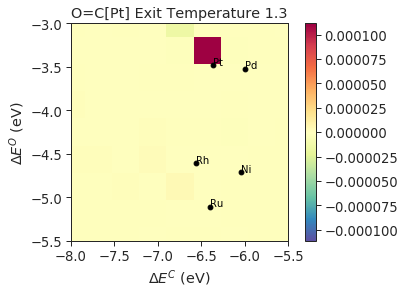 O=C[Pt] Exit Temperature 1.3
−3.0
−3.5
−4.0
−4.5
−5.0
−5.5
ΔE^O (eV)
Pt
Pd
Rh
Ni
Ru
−8.0 −7.5 −7.0 −6.5 −6.0 −5.5
ΔE^C (eV)
0.000100
0.000075
0.000050
0.000025
0.000000
−0.000025
−0.000050
−0.000075
−0.000100